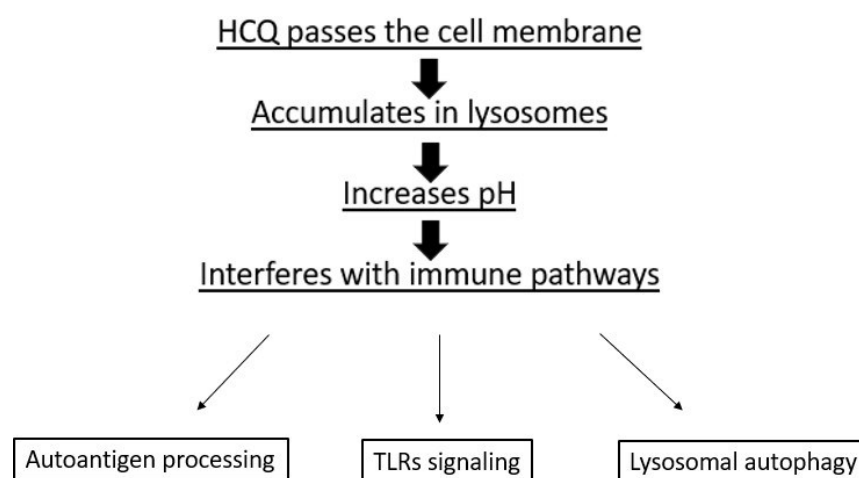 HCQ passes the cell membrane
Accumulates in lysosomes
Increases pH
Interferes with immune pathways
Autoantigen processing
TLRs signaling
Lysosomal autophagy